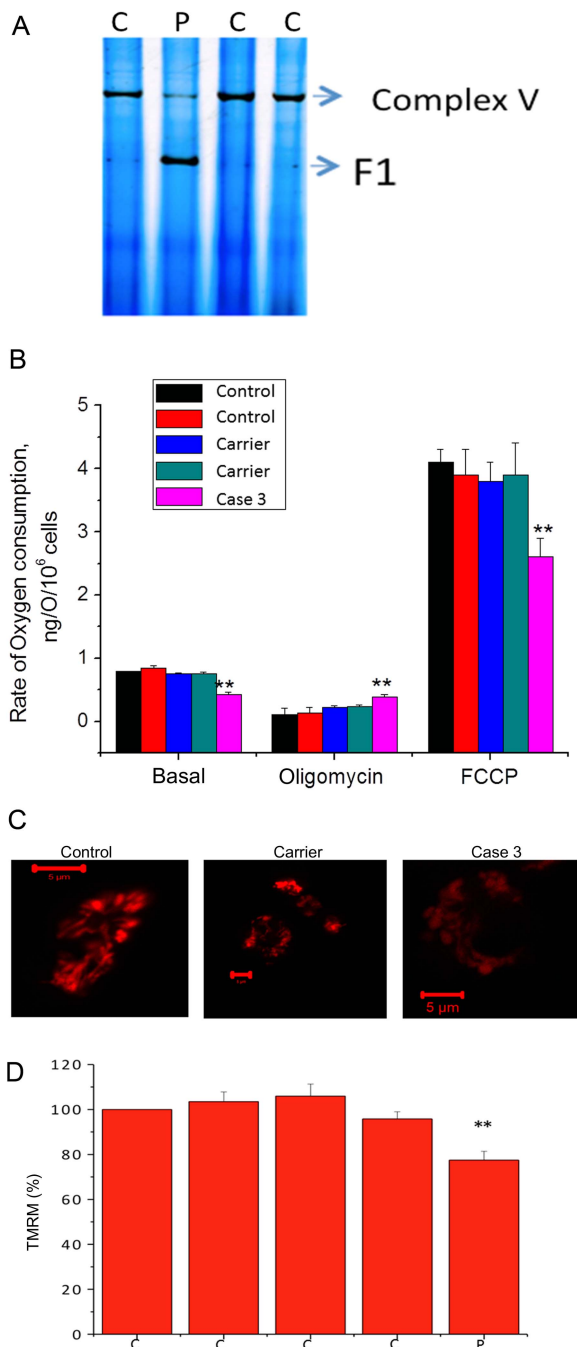 A
C P C C
Complex V
F1
B
Rate of Oxygen consumption,
ng/O/10⁶ cells
5
4
3
2
1
0
Control
Control
Carrier
Carrier
Case 3
**
**
**
Basal Oligomycin FCCP
C
Control Carrier Case 3
5 µm
5 µm
D
TMRM (%)
120
100
80
60
40
20
0
**
C C C C P